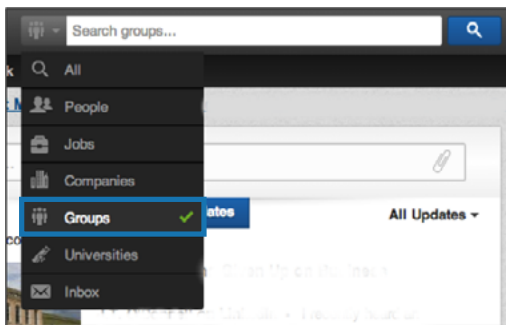 Search groups...
All
People
Jobs
Companies
Groups
ates
All Updates
Universities
Inbox